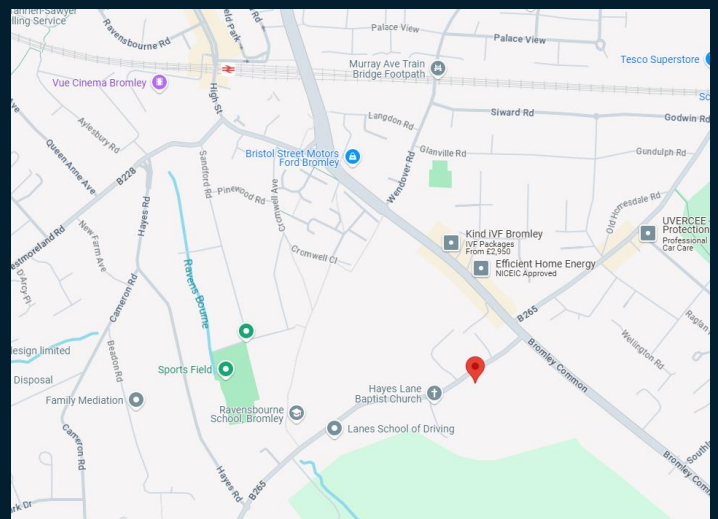 Ravensbourne Rd
Palace View
Palace View
Vue Cinema Bromley
High St
Murray Ave Train
Bridge Footpath
Tesco Superstore
Siward Rd
Godwin Rd
Langdon Rd
Aylesbury Rd
Queen Anne Ave
B228
Sandford Rd
Bristol Street Motors
Ford Bromley
Glanville Rd
Gundulph Rd
Hayes Rd
Pinewood Rd
Cromwell Ave
Wendover Rd
Old Homesdale Rd
New Farm Ave
Cromwell Cl
Kind iVF Bromley
IVF Packages
From £2,950
UVERCEE
Protection
Professional
Car Care
Efficient Home Energy
NICEIC Approved
Ravens Bourne
D'Arcy Pl
Cameron Rd
B265
Raglan
Wellington Rd
Bromley Common
Beadon Rd
Disposal
Sports Field
Family Mediation
Hayes Lane
Baptist Church
Ravensbourne
School, Bromley
Lanes School of Driving
Cameron Rd
Hayes Rd
B265